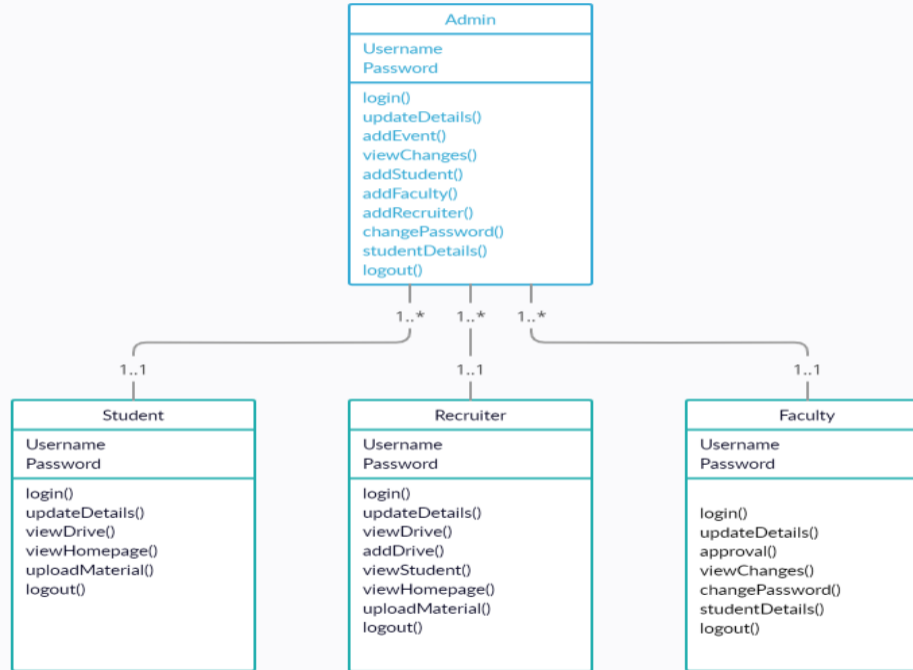 Admin
Username
Password
login()
updateDetails()
addEvent()
viewChanges()
addStudent()
addFaculty()
addRecruiter()
changePassword()
studentDetails()
logout()
1..* 1..* 1..*
1..1 1..1 1..1
Student
Username
Password
login()
updateDetails()
viewDrive()
viewHomepage()
uploadMaterial()
logout()
Recruiter
Username
Password
login()
updateDetails()
viewDrive()
addDrive()
viewStudent()
viewHomepage()
uploadMaterial()
logout()
Faculty
Username
Password
login()
updateDetails()
approval()
viewChanges()
changePassword()
studentDetails()
logout()